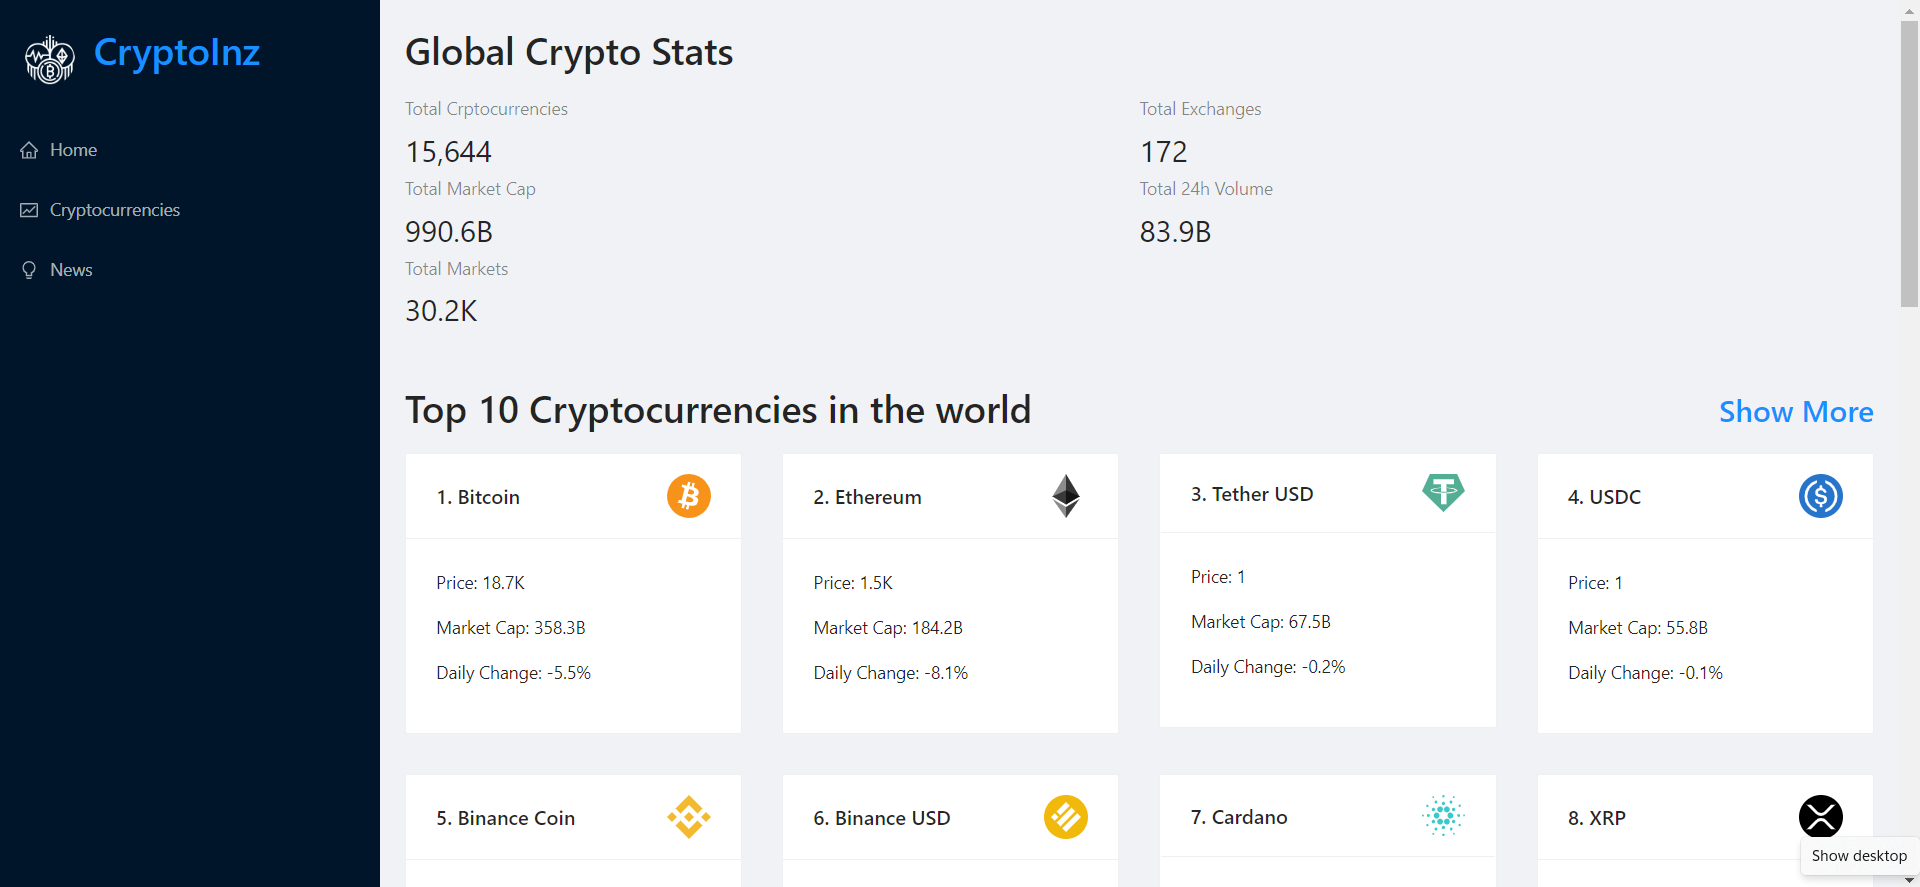 CryptoInz
Home
Cryptocurrencies
News
Global Crypto Stats
Total Crptocurrencies
15,644
Total Exchanges
172
Total Market Cap
990.6B
Total 24h Volume
83.9B
Total Markets
30.2K
Top 10 Cryptocurrencies in the world
Show More
1. Bitcoin
Price: 18.7K
Market Cap: 358.3B
Daily Change: -5.5%
2. Ethereum
Price: 1.5K
Market Cap: 184.2B
Daily Change: -8.1%
3. Tether USD
Price: 1
Market Cap: 67.5B
Daily Change: -0.2%
4. USDC
Price: 1
Market Cap: 55.8B
Daily Change: -0.1%
5. Binance Coin
6. Binance USD
7. Cardano
8. XRP
Show desktop